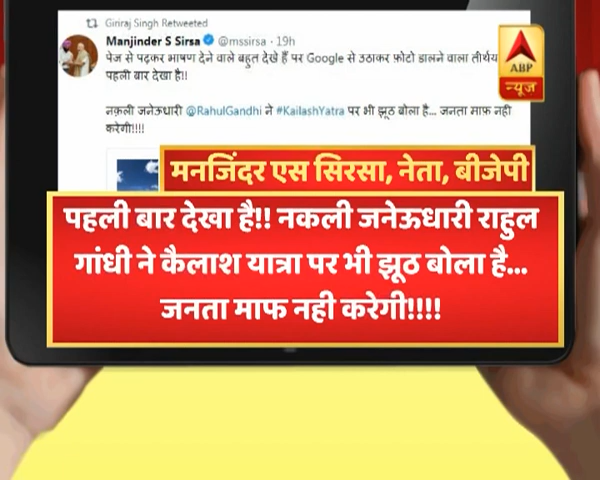 Giriraj Singh Retweeted
Manjinder S Sirsa @mssirsa · 19h
पेज से पढ़कर भाषण देने वाले बहुत देखे हैं पर Google से उठाकर फ़ोटो डालने वाला
पहली बार देखा है!!
नक़ली जनेऊधारी @RahulGandhi ने #KailashYatra पर भी झूठ बोला है... जनता माफ़ नही
करेगी!!!!
ABP
न्यूज़
मनजिंदर एस सिरसा, नेता, बीजेपी
पहली बार देखा है!! नकली जनेऊधारी राहुल
गांधी ने कैलाश यात्रा पर भी झूठ बोला है...
जनता माफ नही करेगी!!!!